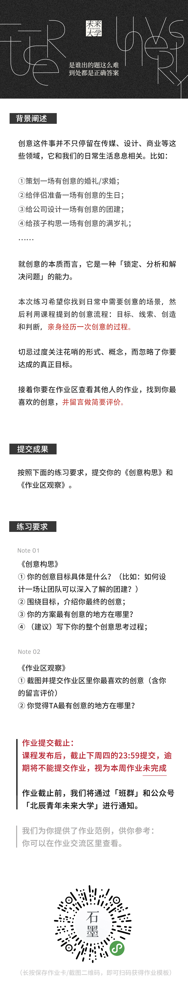 FUTURE
UNIVERSITY
未来
FutureU
大学
是谁出的题这么难
到处都是正确答案
背景阐述
创意这件事并不只停留在传媒、设计、商业等这
些领域，它和我们的日常生活息息相关。比如：
①策划一场有创意的婚礼/求婚；
②给伴侣准备一场有创意的生日；
③给公司设计一场有创意的团建；
④给孩子构思一场有创意的满岁礼；
……
就创意的本质而言，它是一种「锁定、分析和解
决问题」的能力。
本次练习希望你找到日常中需要创意的场景，然
后利用课程提到的创意流程：目标、线索、创造
和判断，亲身经历一次创意的过程。
切忌过度关注花哨的形式、概念，而忽略了你要
达成的真正目标。
接着你要在作业区查看其他人的作业，找到你最
喜欢的创意，并留言做简要评价。
提交成果
按照下面的练习要求，提交你的《创意构思》和
《作业区观察》。
练习要求
Note 01
《创意构思》
① 你的创意目标具体是什么？（比如：如何设
计一场让团队可以深入了解的团建？）
② 围绕目标，介绍你最终的创意；
③ 你的方案最有创意的地方在哪里？
④ （建议）写下你的整个创意思考过程；
Note 02
《作业区观察》
① 截图并提交作业区里你最喜欢的创意（含你
的留言评价）
② 你觉得TA最有创意的地方在哪里？
作业提交截止：
课程发布后，截止下周四的23:59提交，逾
期将不能提交作业，视为本周作业未完成
作业截止前，我们将通过「班群」和公众号
「北辰青年未来大学」进行通知。
我们为你提供了作业范例，供你参考：
你可以在作业交流区里查看。
石
墨
（长按保存作业卡/截图二维码，即可扫码获得作业模板）